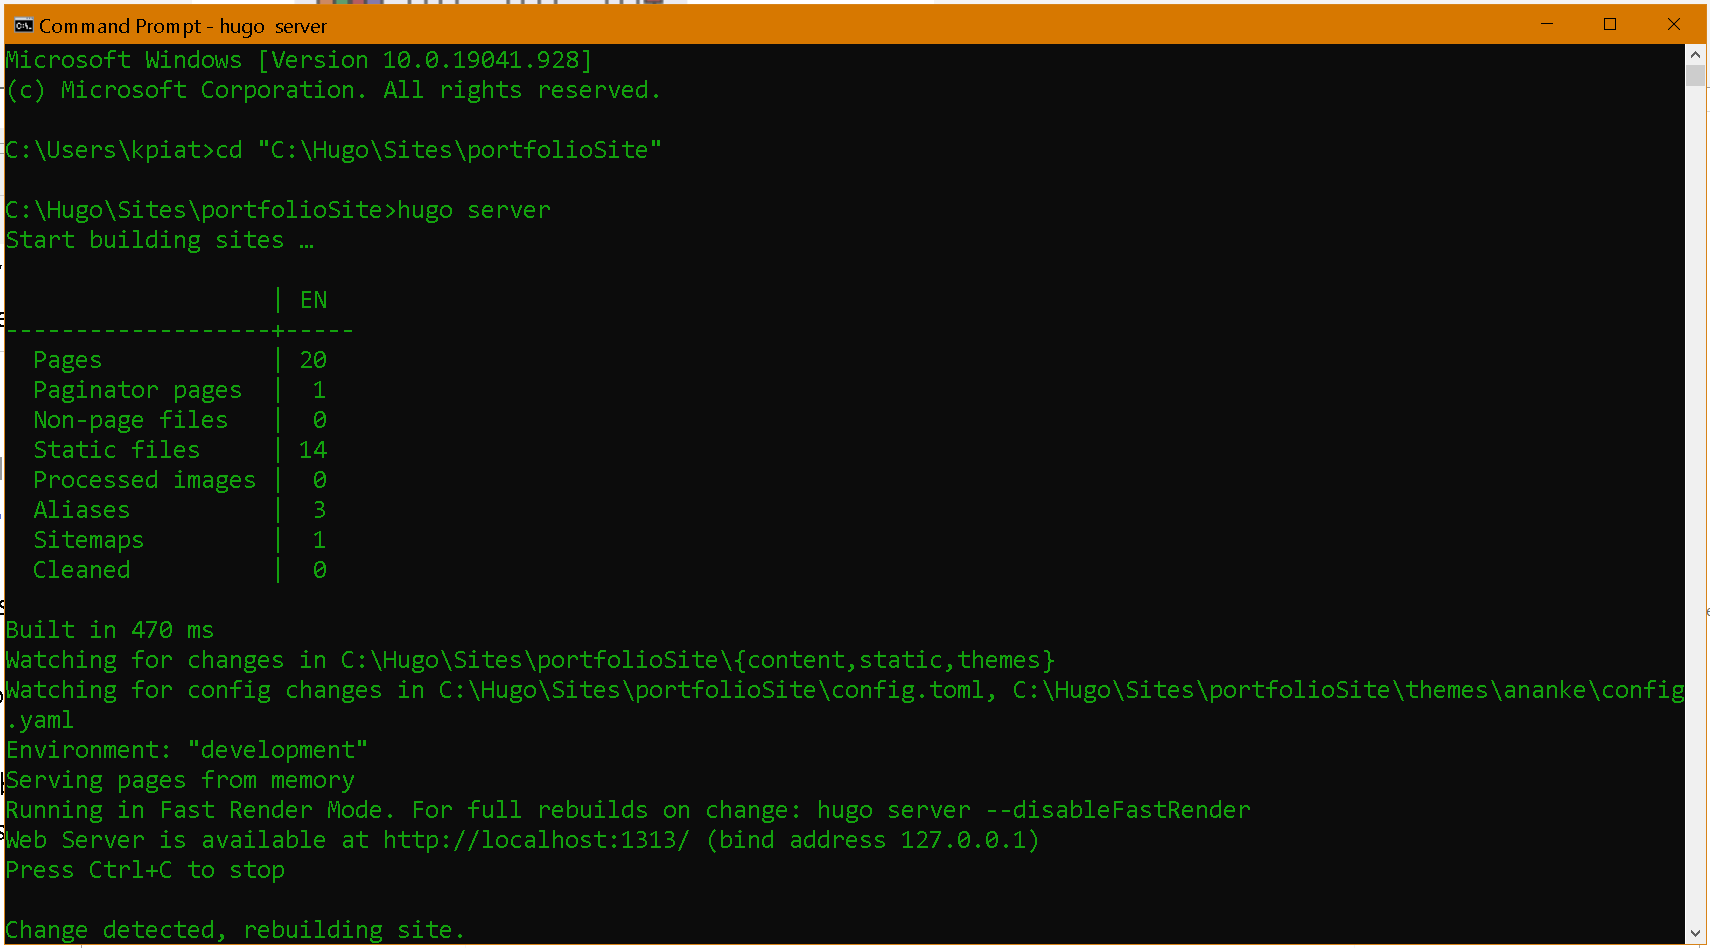 Command Prompt - hugo  server
Microsoft Windows [Version 10.0.19041.928]
(c) Microsoft Corporation. All rights reserved.
C:\Users\kpiat>cd "C:\Hugo\Sites\portfolioSite"
C:\Hugo\Sites\portfolioSite>hugo server
Start building sites …
                   | EN
-------------------+-----
  Pages            | 20
  Paginator pages  |  1
  Non-page files   |  0
  Static files     | 14
  Processed images |  0
  Aliases          |  3
  Sitemaps         |  1
  Cleaned          |  0
Built in 470 ms
Watching for changes in C:\Hugo\Sites\portfolioSite\{content,static,themes}
Watching for config changes in C:\Hugo\Sites\portfolioSite\config.toml, C:\Hugo\Sites\portfolioSite\themes\ananke\config
.yaml
Environment: "development"
Serving pages from memory
Running in Fast Render Mode. For full rebuilds on change: hugo server --disableFastRender
Web Server is available at http://localhost:1313/ (bind address 127.0.0.1)
Press Ctrl+C to stop
Change detected, rebuilding site.